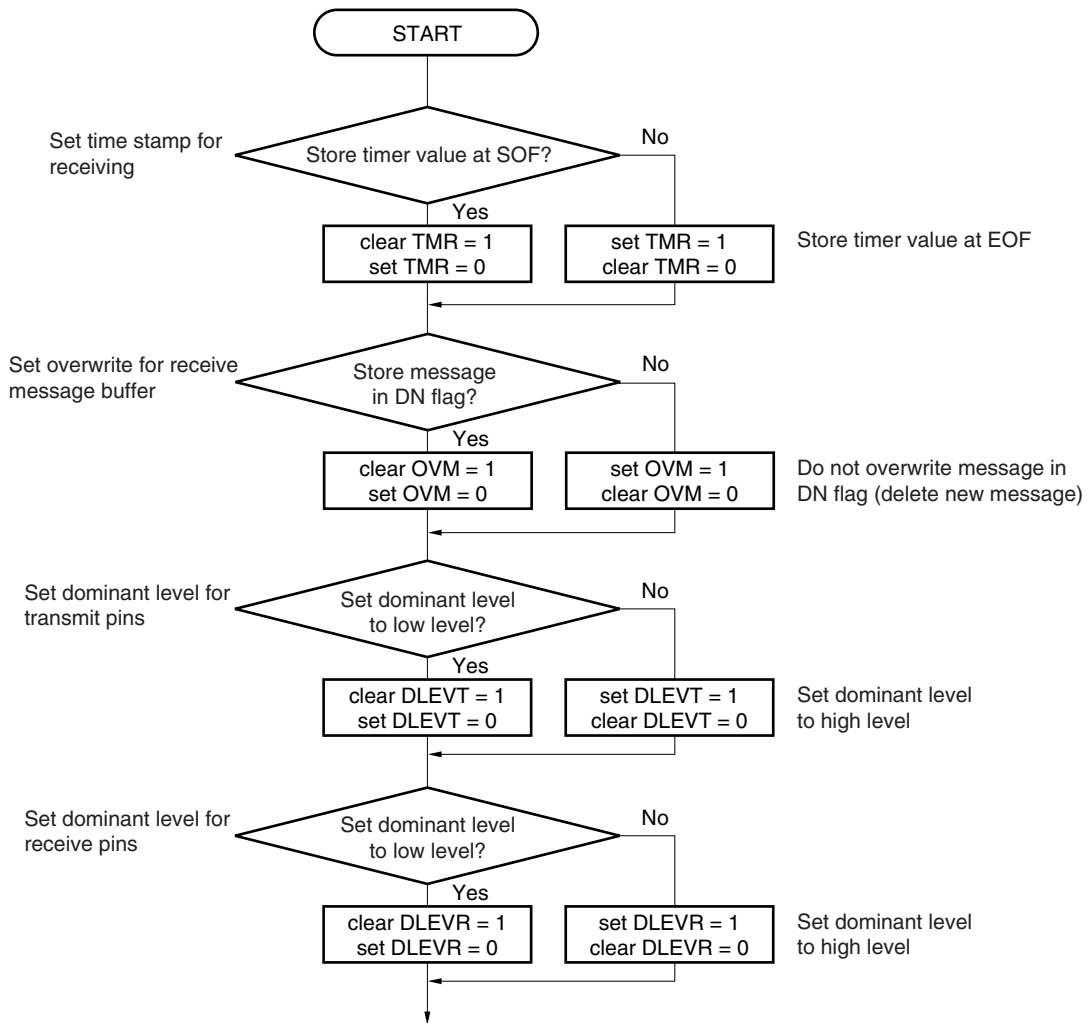 START
Set time stamp for
receiving
Store timer value at SOF?
No
Yes
clear TMR = 1
set TMR = 0
set TMR = 1
clear TMR = 0
Store timer value at EOF
Set overwrite for receive
message buffer
Store message
in DN flag?
No
Yes
clear OVM = 1
set OVM = 0
set OVM = 1
clear OVM = 0
Do not overwrite message in
DN flag (delete new message)
Set dominant level for
transmit pins
Set dominant level
to low level?
No
Yes
clear DLEVT = 1
set DLEVT = 0
set DLEVT = 1
clear DLEVT = 0
Set dominant level
to high level
Set dominant level for
receive pins
Set dominant level
to low level?
No
Yes
clear DLEVR = 1
set DLEVR = 0
set DLEVR = 1
clear DLEVR = 0
Set dominant level
to high level